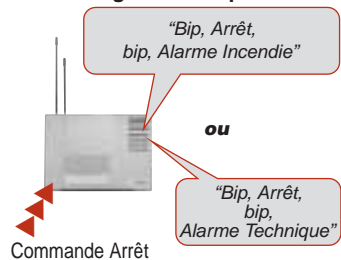 “Bip, Arrêt,
bip, Alarme Incendie”
ou
“Bip, Arrêt,
bip,
Alarme Technique”
Commande Arrêt